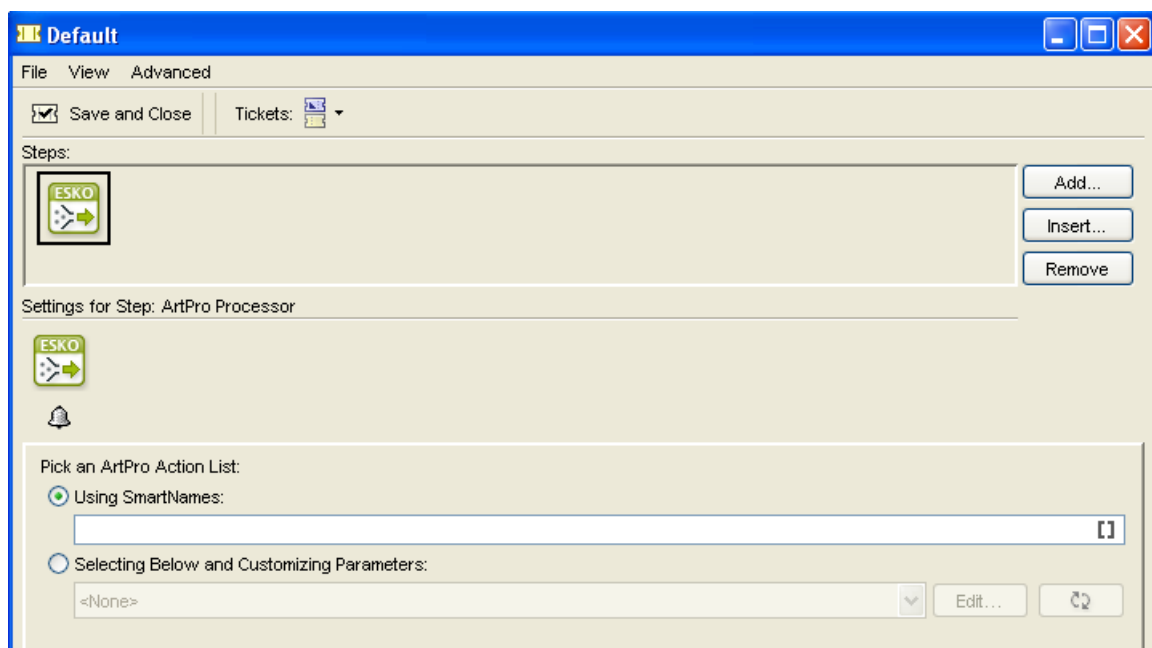 Default
File View Advanced
Save and Close Tickets:
Steps:
ESKO
Add...
Insert...
Remove
Settings for Step: ArtPro Processor
ESKO
Pick an ArtPro Action List:
Using SmartNames:
[]
Selecting Below and Customizing Parameters:
<None> Edit...